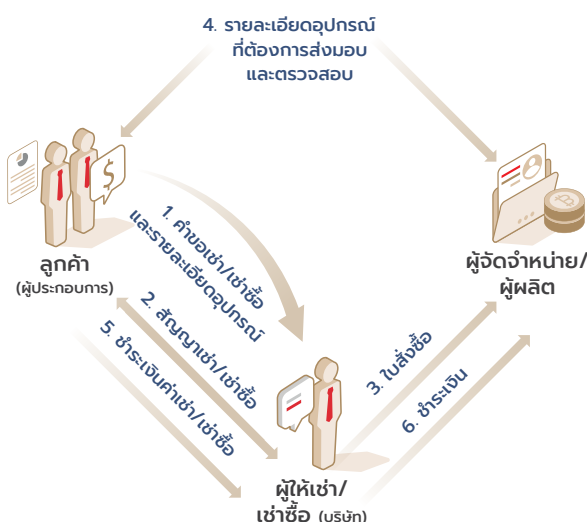 4. รายละเอียดอุปกรณ์
ที่ต้องการส่งมอบ
และตรวจสอบ
ลูกค้า
(ผู้ประกอบการ)
1. คำขอเช่า/เช่าซื้อ
และรายละเอียดอุปกรณ์
ผู้จัดจำหน่าย/
ผู้ผลิต
2. สัญญาเช่า/เช่าซื้อ
5. ชำระเงินค่าเช่า/เช่าซื้อ
3. ใบสั่งซื้อ
6. ชำระเงิน
ผู้ให้เช่า/
เช่าซื้อ (บริษัท)